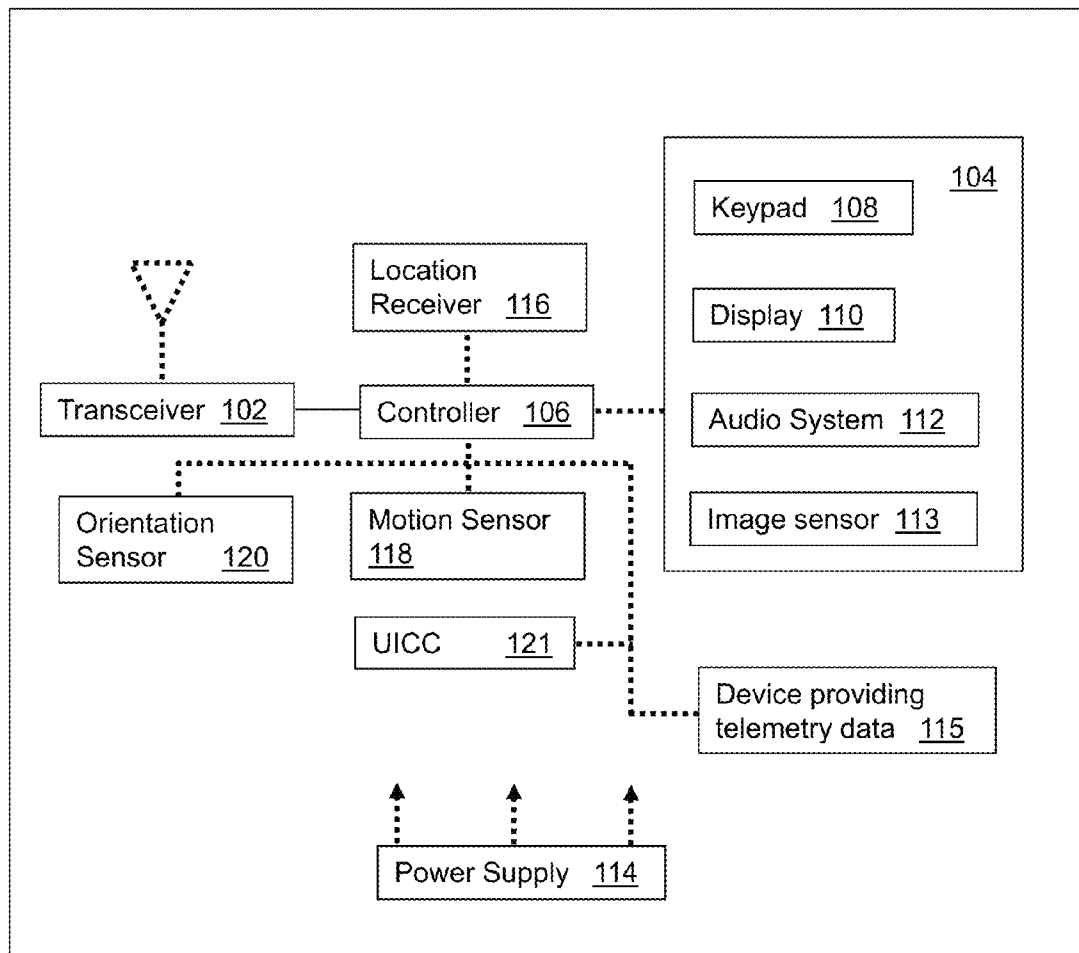 104
Keypad 108
Location
Receiver 116
Display 110
Transceiver 102
Controller 106
Audio System 112
Orientation
Sensor 120
Motion Sensor
118
Image sensor 113
UICC 121
Device providing
telemetry data 115
Power Supply 114